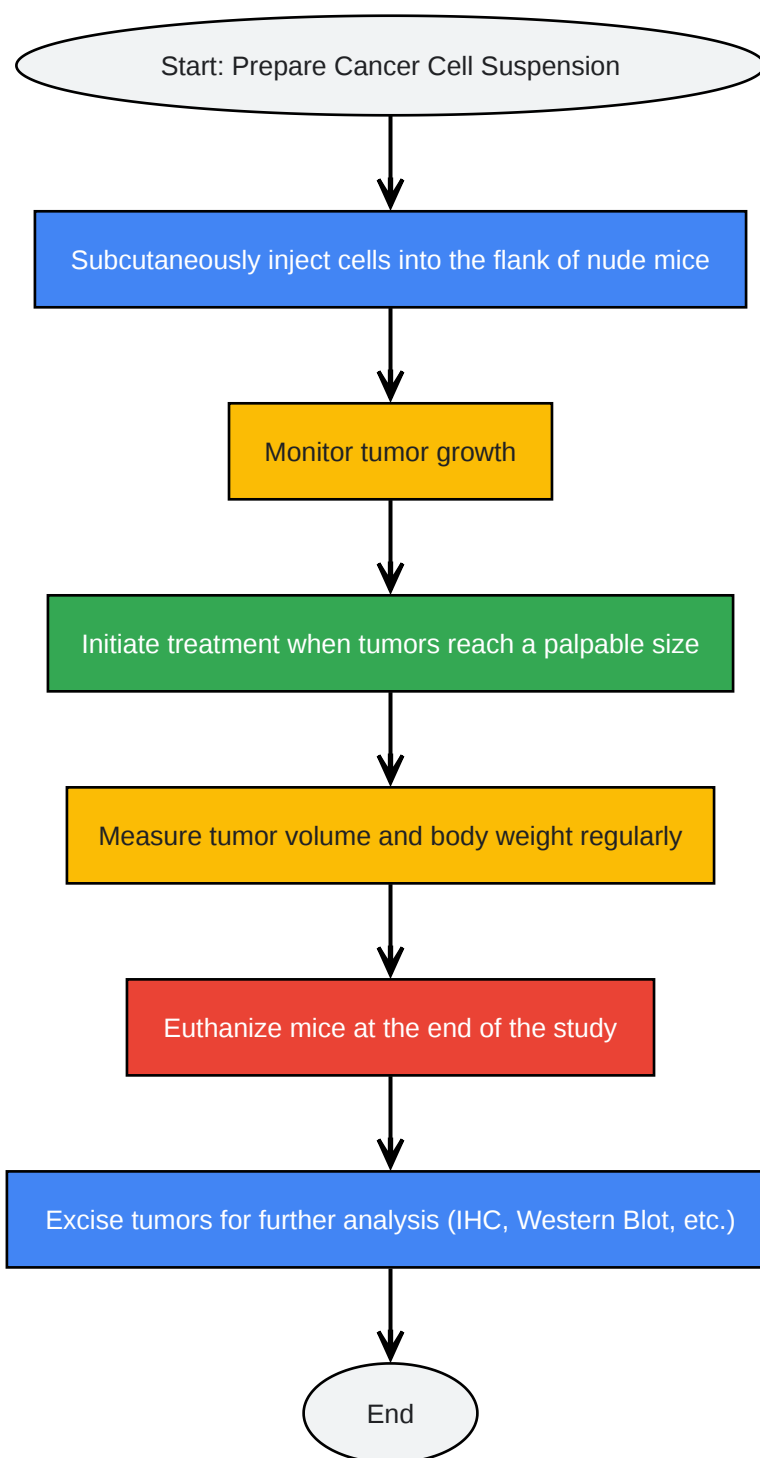 Start: Prepare Cancer Cell Suspension
Subcutaneously inject cells into the flank of nude mice
Monitor tumor growth
Initiate treatment when tumors reach a palpable size
Measure tumor volume and body weight regularly
Euthanize mice at the end of the study
Excise tumors for further analysis (IHC, Western Blot, etc.)
End